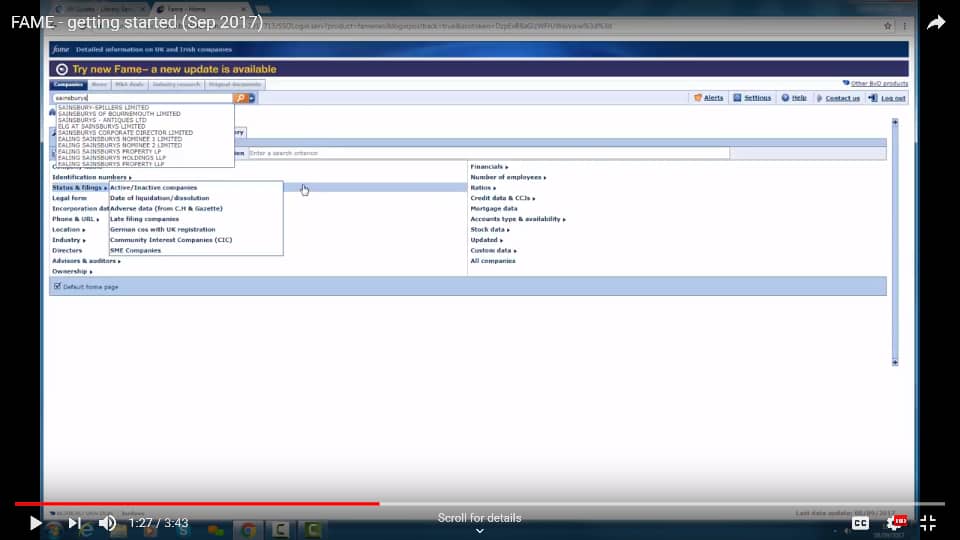 FAME - getting started (Sep 2017)
Fame - Home
fame Detailed information on UK and Irish companies
Try new Fame– a new update is available
Companies News M&A deals Industry research Original documents
Other BvD products
sainsburys
Alerts Settings Help Contact us Log out
SAINSBURY-SPILLERS LIMITED
SAINSBURYS OF BOURNEMOUTH LIMITED
SAINSBURYS - ANTIQUES LTD
ELG AT SAINSBURYS LIMITED
SAINSBURYS CORPORATE DIRECTOR LIMITED
EALING SAINSBURYS NOMINEE 1 LIMITED
EALING SAINSBURYS NOMINEE 2 LIMITED
EALING SAINSBURYS PROPERTY LP
EALING SAINSBURYS HOLDINGS LLP
EALING SAINSBURYS PROPERTY LLP
Enter a search criterion
Financials
Identification numbers
Number of employees
Status & filings
Active/Inactive companies
Ratios
Legal form
Date of liquidation/dissolution
Credit data & CCJs
Incorporation dat
Adverse data (from C.H & Gazette)
Mortgage data
Phone & URL
Late filing companies
Accounts type & availability
Location
German cos with UK registration
Stock data
Industry
Community Interest Companies (CIC)
Updated
Directors
SME Companies
Custom data
Advisors & auditors
All companies
Ownership
Default home page
Last date update: 05/09/2017
1:27 / 3:43
Scroll for details
CC
HD